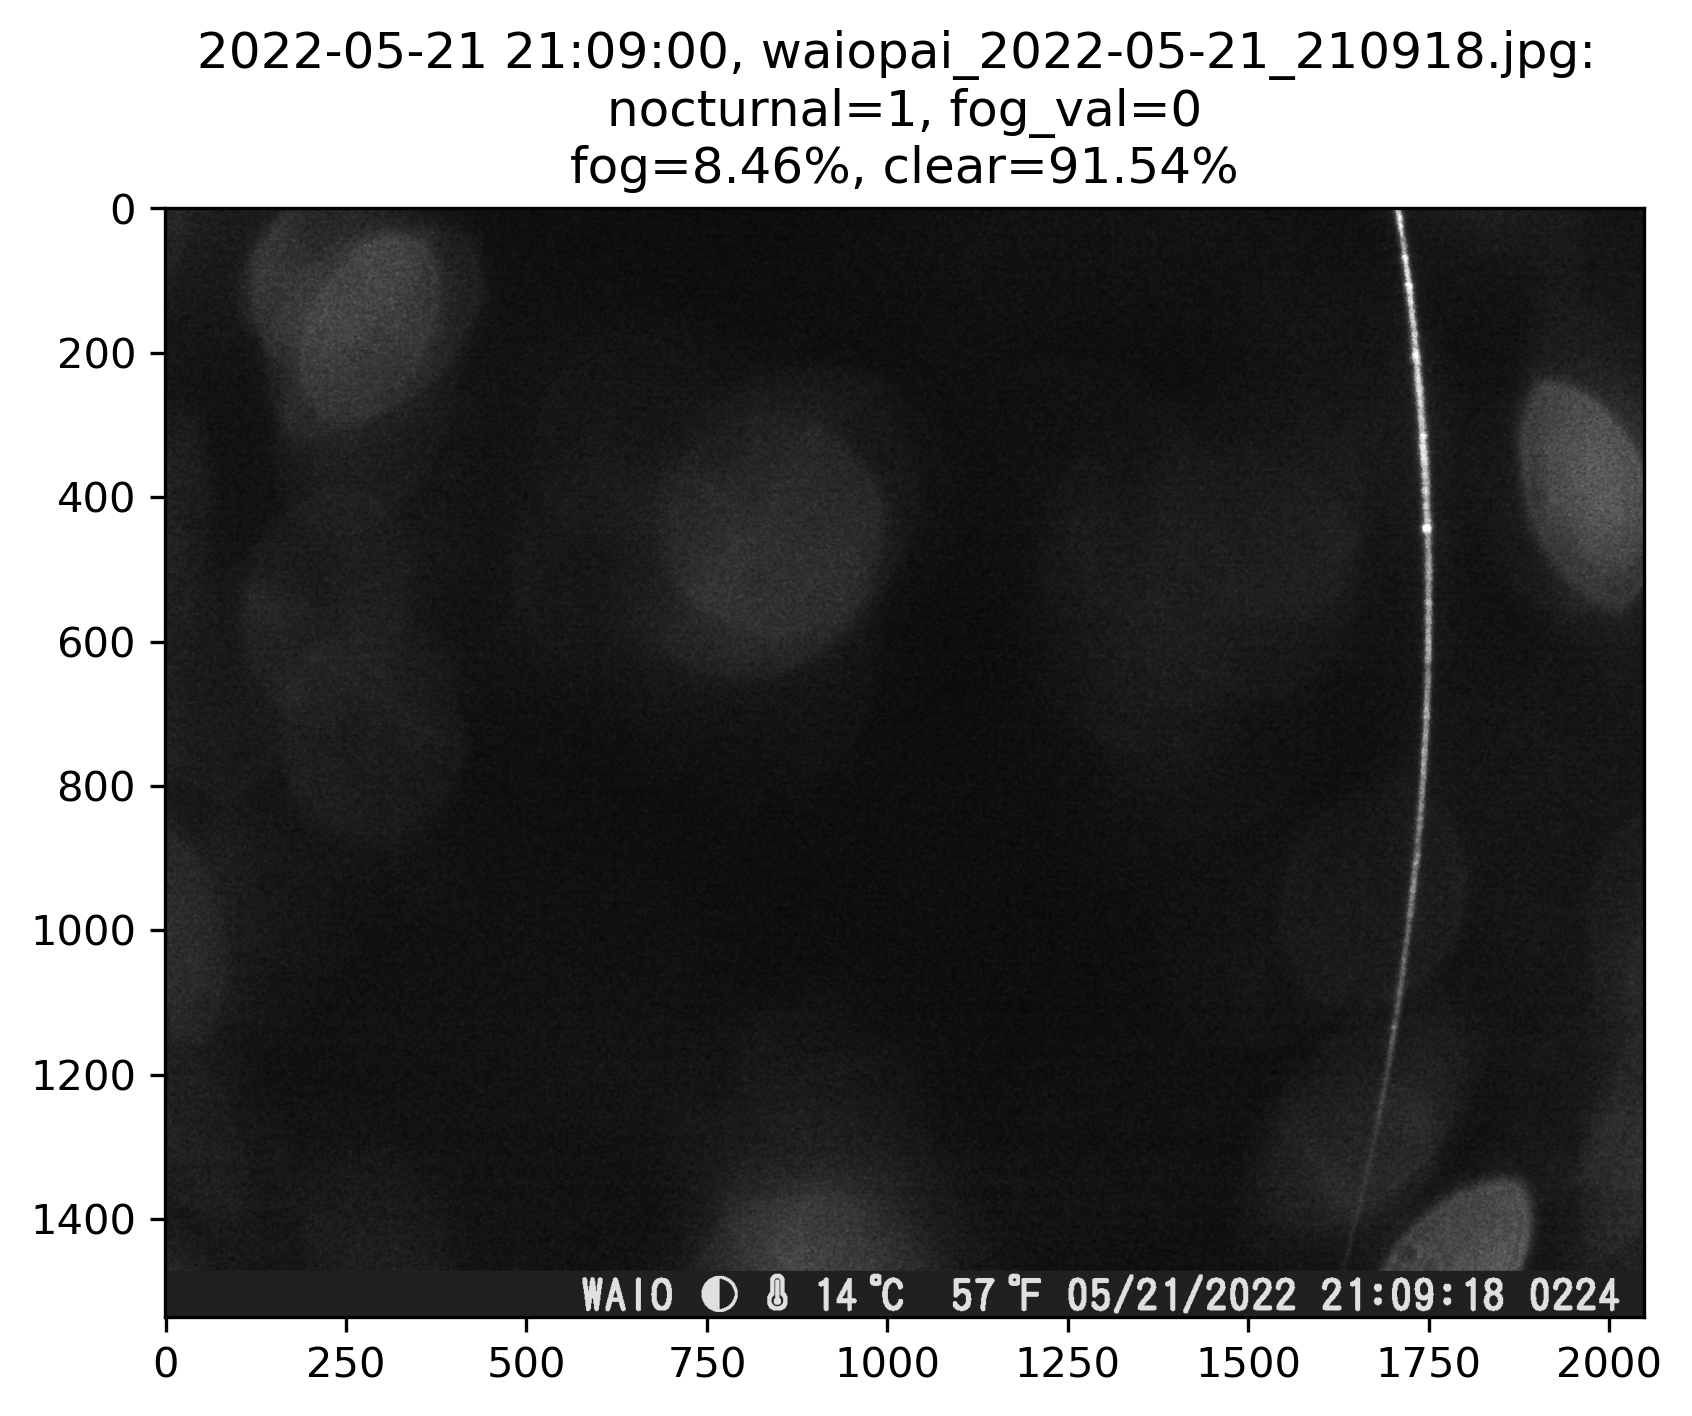 2022-05-21 21:09:00, waiopai_2022-05-21_210918.jpg:
nocturnal=1, fog_val=0
fog=8.46%, clear=91.54%
0
200
400
600
800
1000
1200
1400
WAIO 14°C 57°F 05/21/2022 21:09:18 0224
0 250 500 750 1000 1250 1500 1750 2000